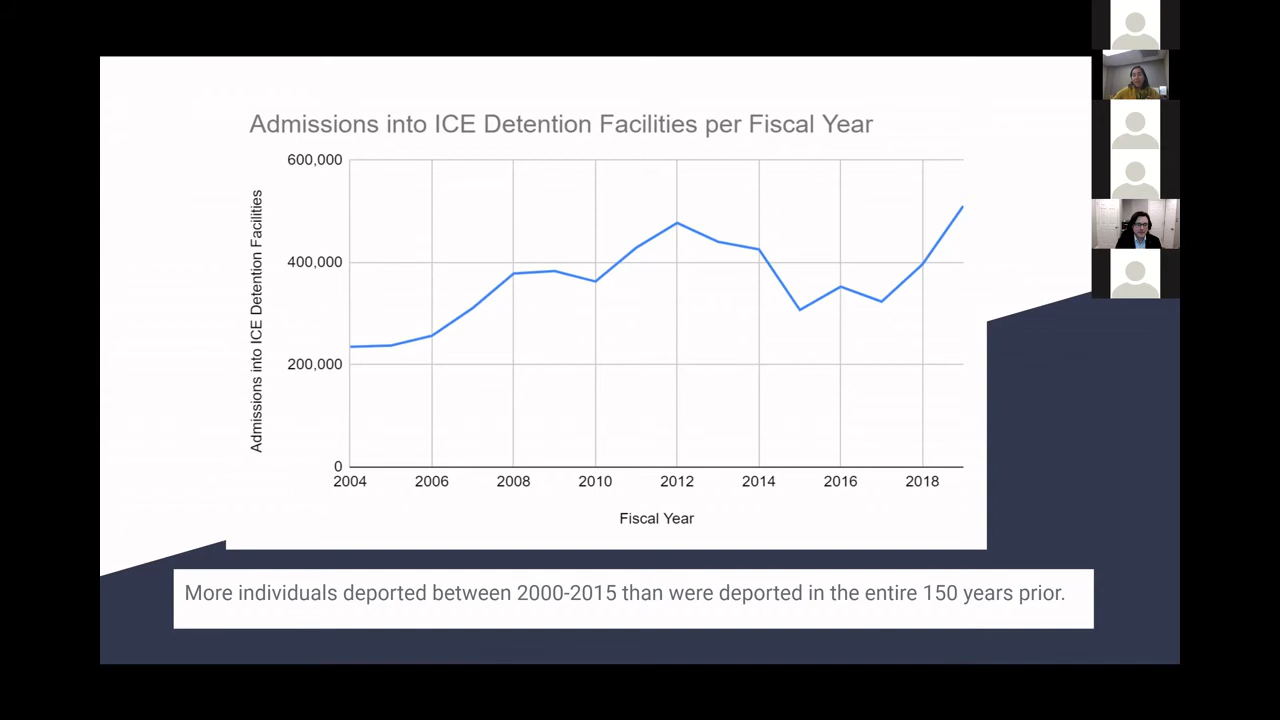 Admissions into ICE Detention Facilities per Fiscal Year
Admissions into ICE Detention Facilities
600,000
400,000
200,000
0
2004 2006 2008 2010 2012 2014 2016 2018
Fiscal Year
More individuals deported between 2000-2015 than were deported in the entire 150 years prior.